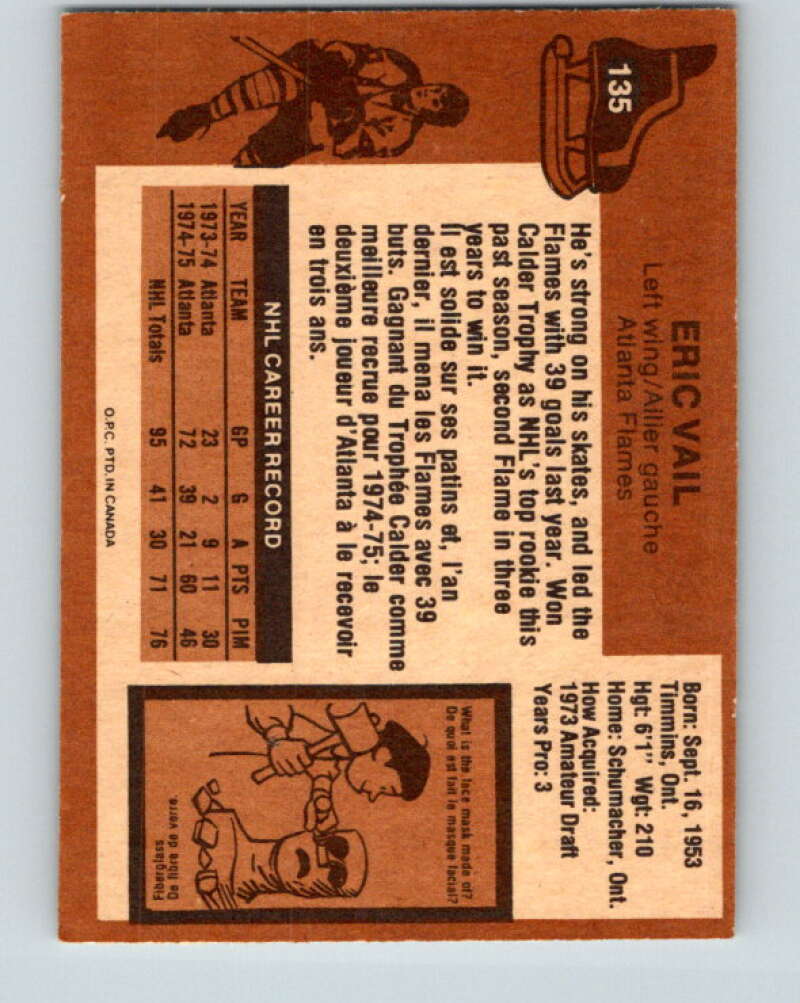 135
ERIC VAIL
Left wing/Ailier gauche
Atlanta Flames
Born: Sept. 16, 1953
Timmins, Ont.
Hgt: 6'1" Wgt: 210
Home: Schumacher, Ont.
How Acquired:
1973 Amateur Draft
Years Pro: 3
He's strong on his skates, and led the
Flames with 39 goals last year. Won
Calder Trophy as NHL's top rookie this
past season, second Flame in three
years to win it.
Il est solide sur ses patins et, l'an
dernier, il mena les Flames avec 39
buts. Gagnant du Trophée Calder comme
meilleure recrue pour 1974-75; le
deuxième joueur d'Atlanta à le recevoir
en trois ans.
NHL CAREER RECORD
YEAR TEAM GP G A PTS PIM
1973-74 Atlanta 23 2 9 11 30
1974-75 Atlanta 72 39 21 60 46
NHL Totals 95 41 30 71 76
What is the face mask made of?
De quoi est fait le masque facial?
Fiberglass
De fibre de verre.
O.P.C. PTD. IN CANADA